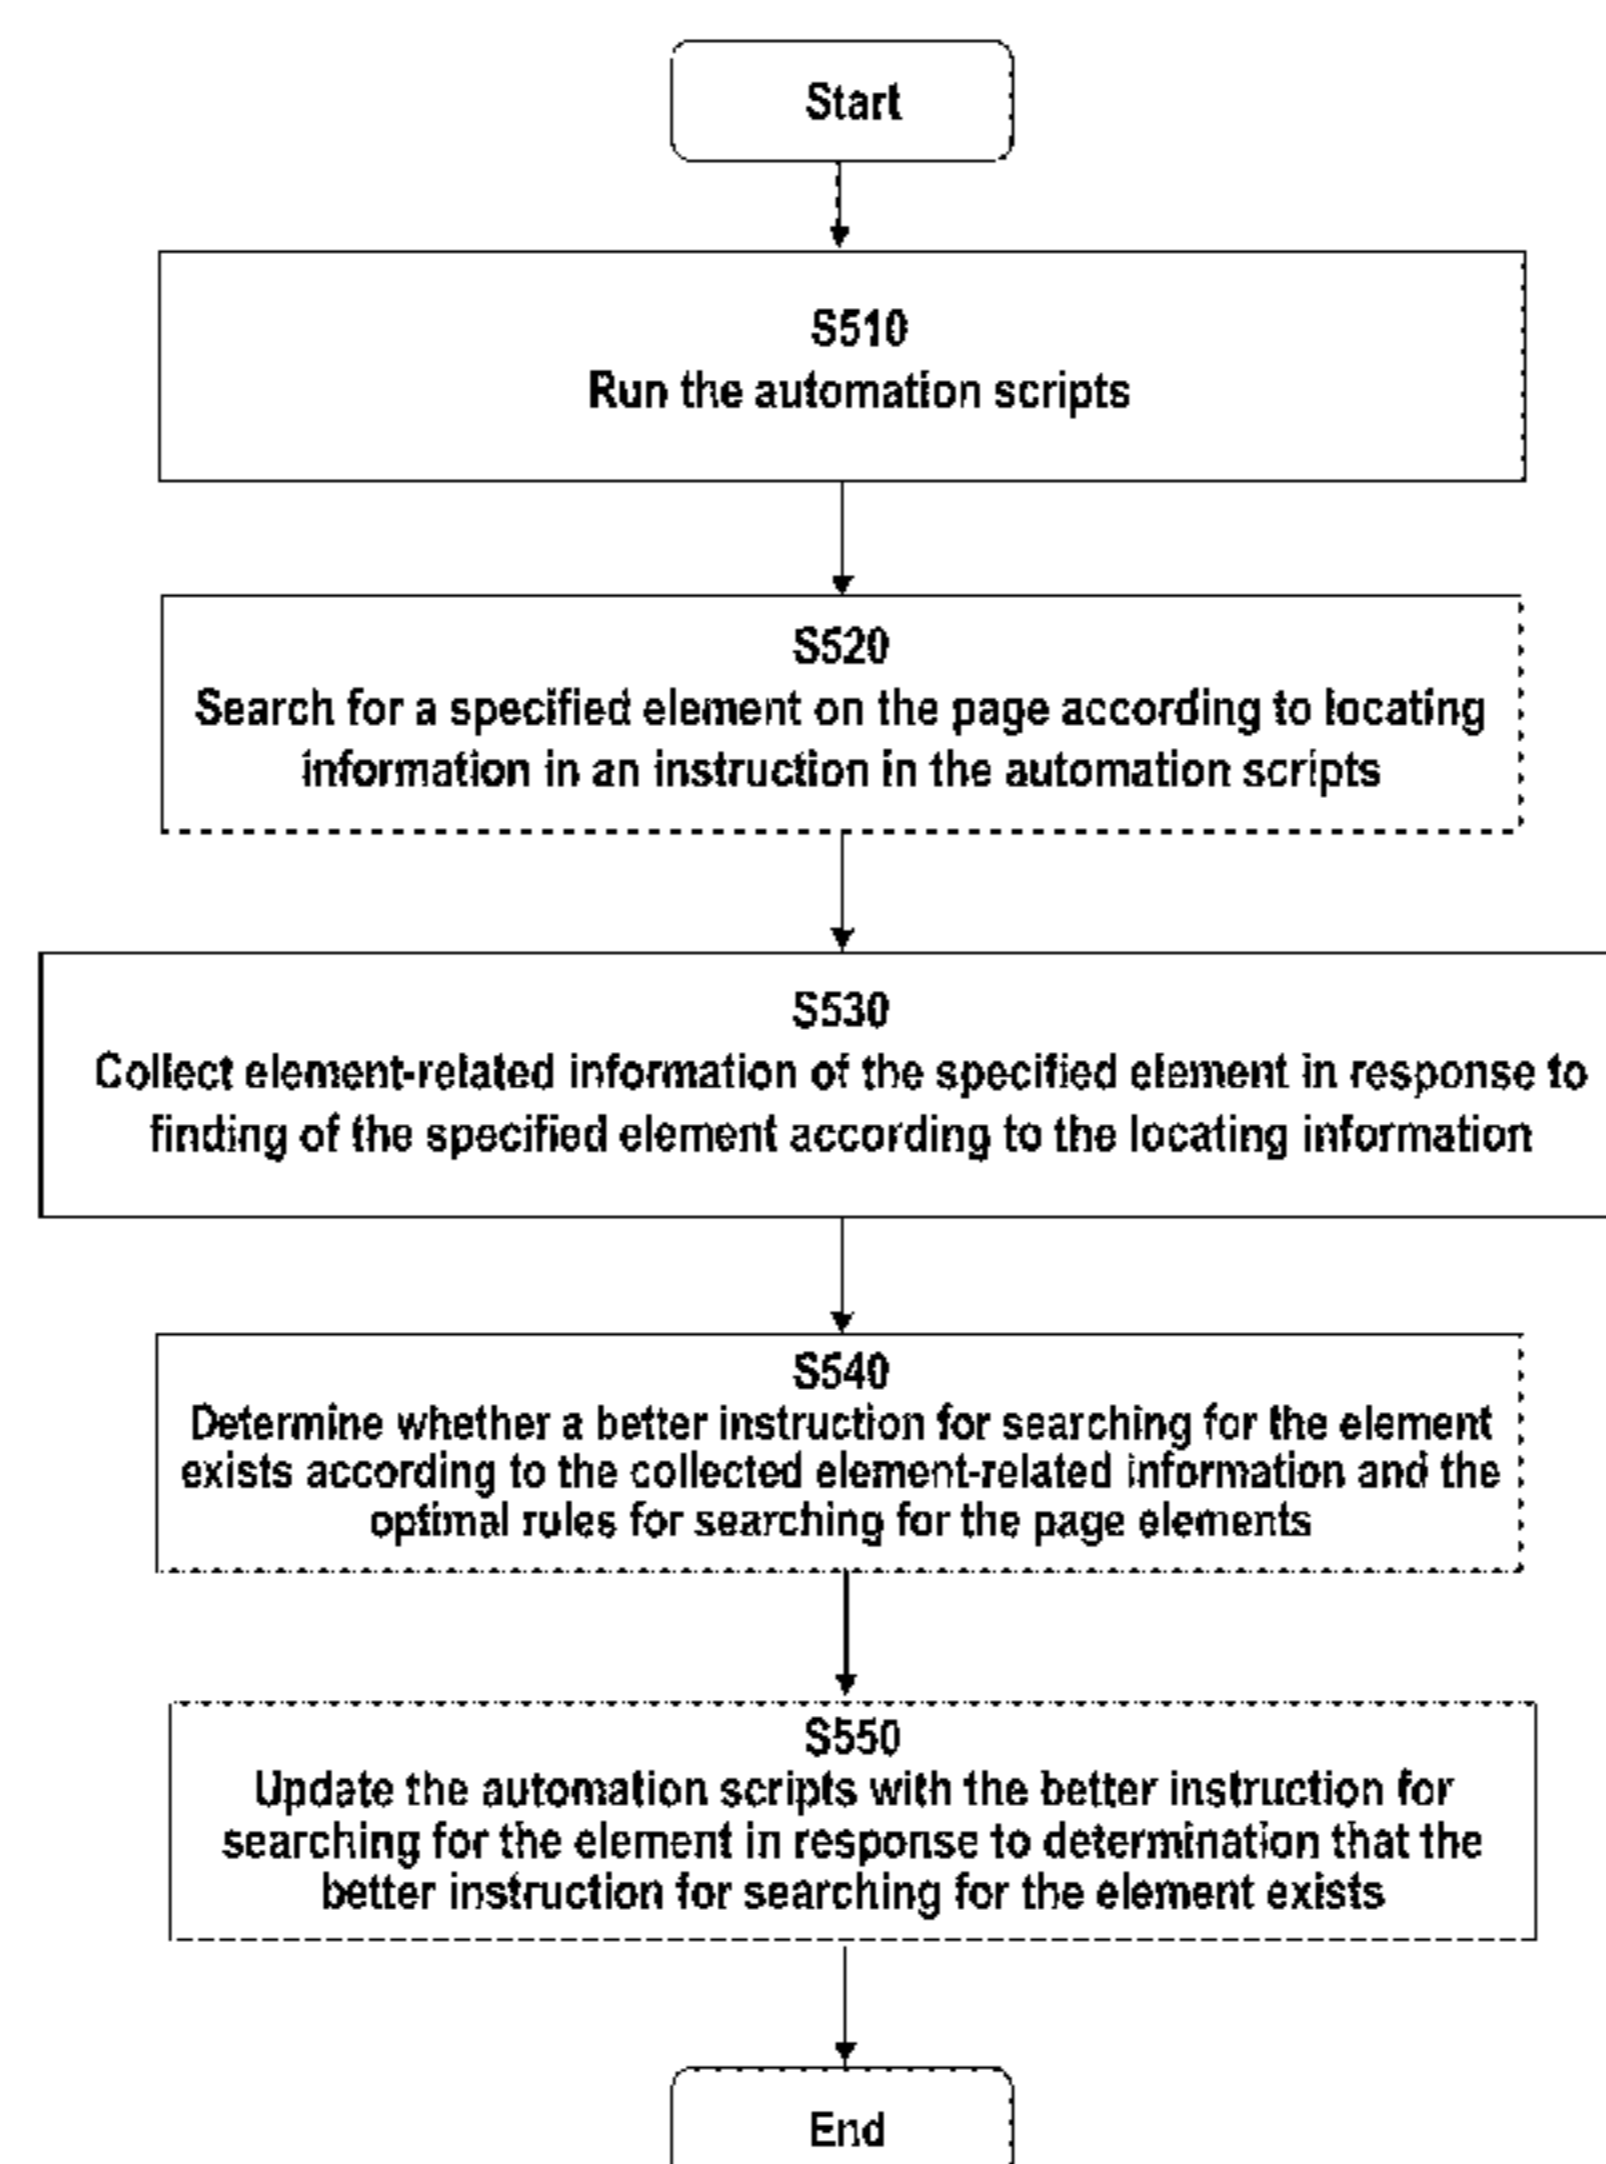 Start
S510
Run the automation scripts
S520
Search for a specified element on the page according to locating
information in an instruction in the automation scripts
S530
Collect element-related information of the specified element in response to
finding of the specified element according to the locating information
S540
Determine whether a better instruction for searching for the element
exists according to the collected element-related information and the
optimal rules for searching for the page elements
S550
Update the automation scripts with the better instruction for
searching for the element in response to determination that the
better instruction for searching for the element exists
End